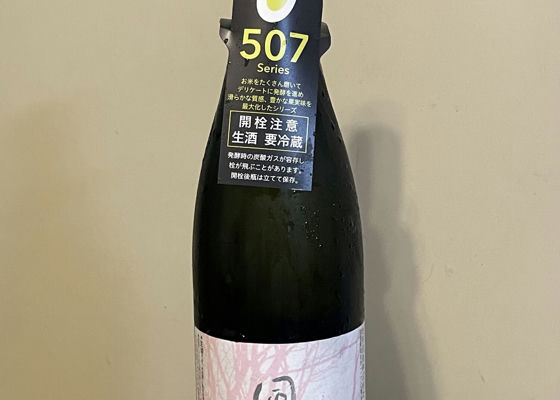 507
Series
お米をたくさん磨いて
デリケートに発酵を進め
滑らかな質感、豊かな果実味を
最大化したシリーズ
開栓注意
生酒 要冷蔵
発酵時の炭酸ガスが容存し
栓が飛ぶことがあります。
開栓後瓶は立てて保存。
風